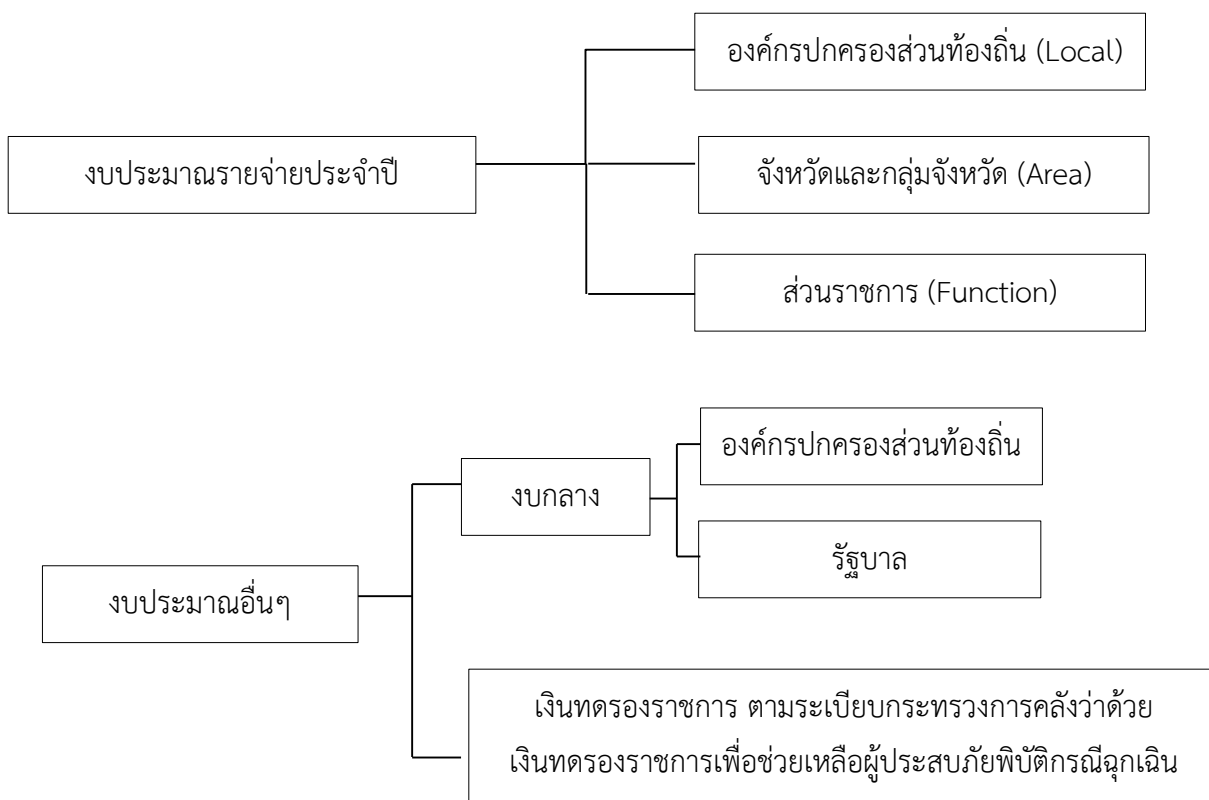 องค์กรปกครองส่วนท้องถิ่น (Local)
งบประมาณรายจ่ายประจำปี
จังหวัดและกลุ่มจังหวัด (Area)
ส่วนราชการ (Function)
องค์กรปกครองส่วนท้องถิ่น
งบกลาง
รัฐบาล
งบประมาณอื่นๆ
เงินทดรองราชการ ตามระเบียบกระทรวงการคลังว่าด้วย
เงินทดรองราชการเพื่อช่วยเหลือผู้ประสบภัยพิบัติกรณีฉุกเฉิน